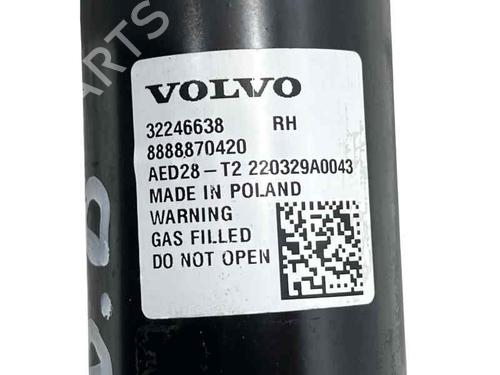 VOLVO
32246638 RH
8888870420
AED28-T2 220329A0043
MADE IN POLAND
WARNING
GAS FILLED
DO NOT OPEN